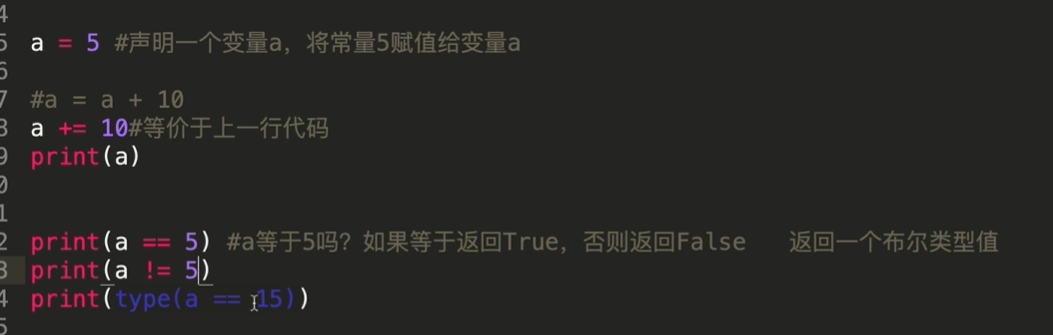 4
5 a = 5 #声明一个变量a，将常量5赋值给变量a
6
7 #a = a + 10
8 a += 10#等价于上一行代码
9 print(a)
0
1
2 print(a == 5) #a等于5吗？如果等于返回True，否则返回False 返回一个布尔类型值
3 print(a != 5)
4 print(type(a == 15))
5